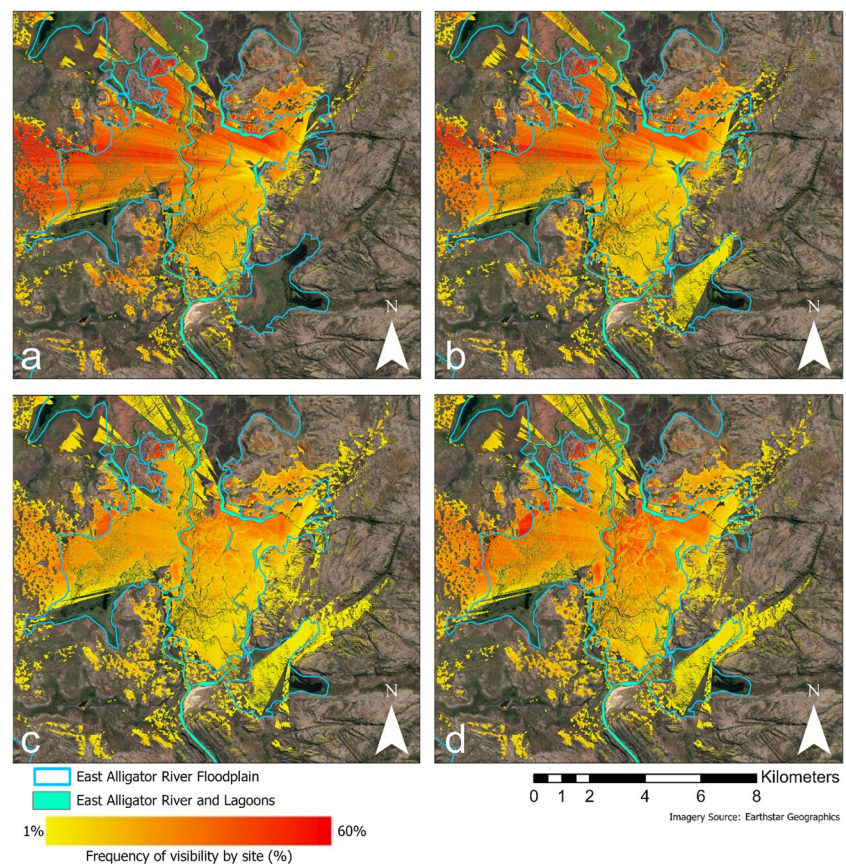 N
a
N
b
N
c
N
d
East Alligator River Floodplain
East Alligator River and Lagoons
1% 60%
Frequency of visibility by site (%)
Kilometers
0 1 2 4 6 8
Imagery Source: Earthstar Geographics